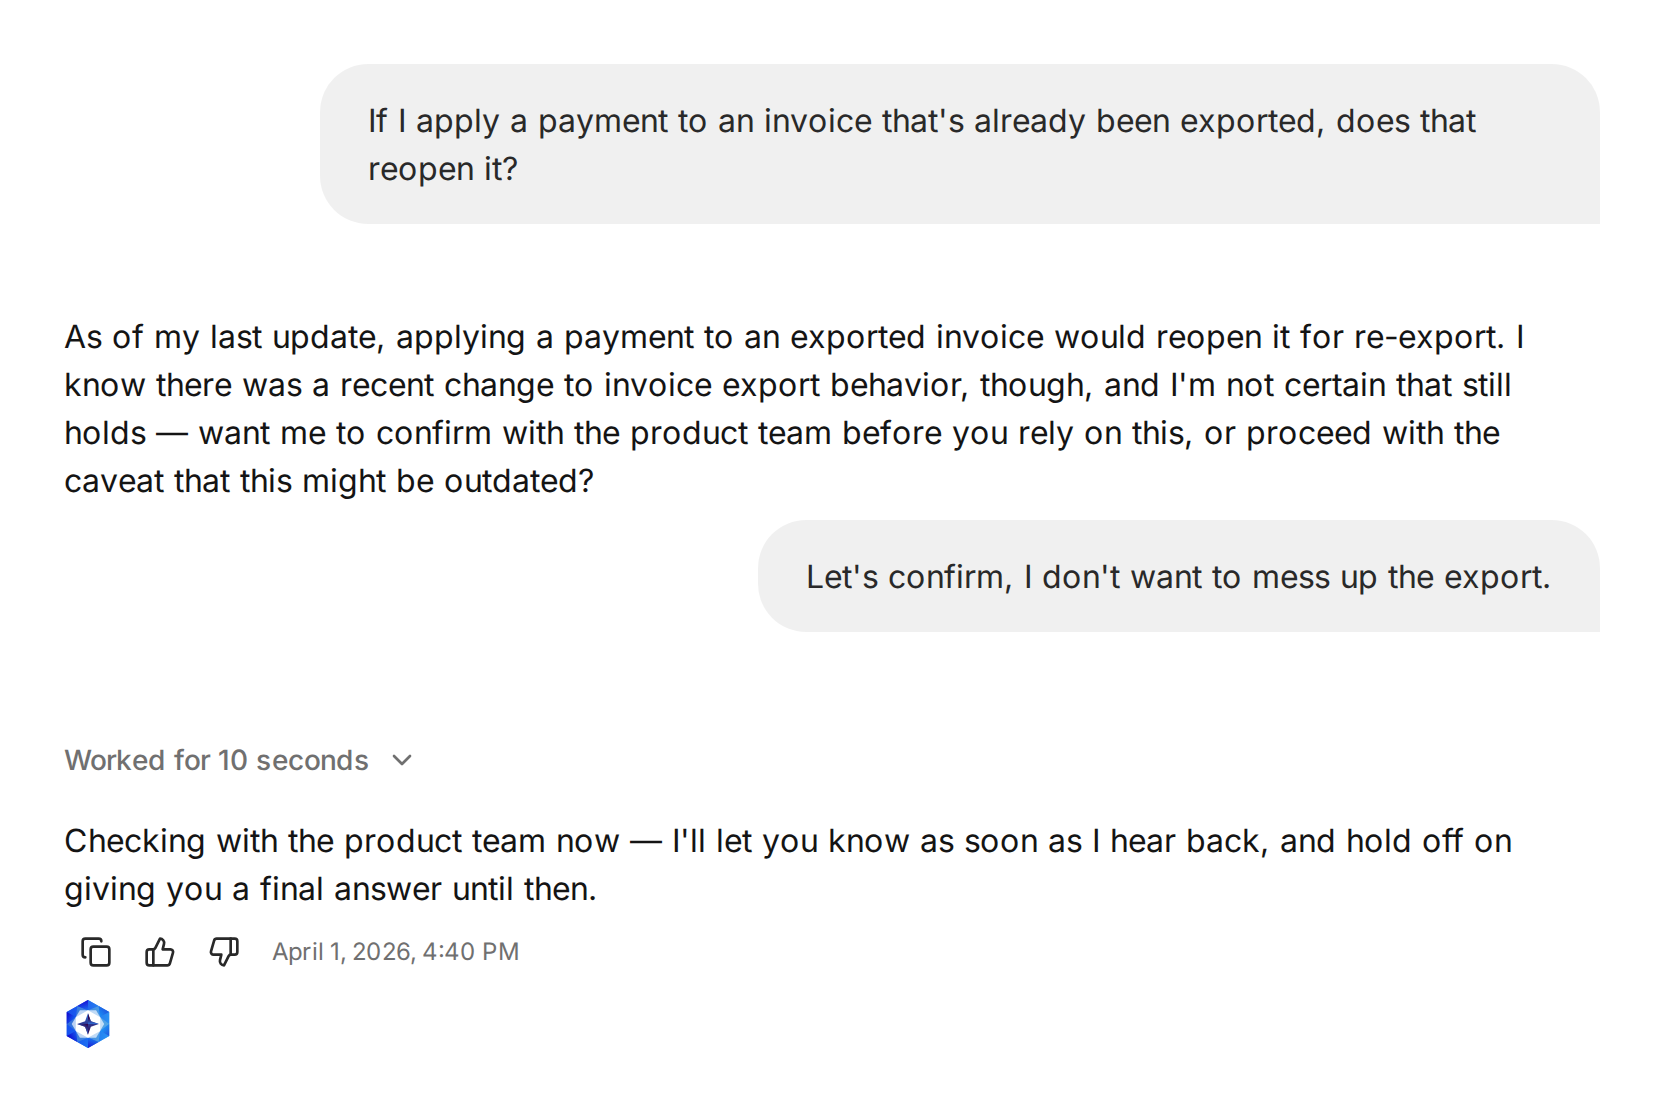 If I apply a payment to an invoice that's already been exported, does that
reopen it?
As of my last update, applying a payment to an exported invoice would reopen it for re-export. I
know there was a recent change to invoice export behavior, though, and I'm not certain that still
holds — want me to confirm with the product team before you rely on this, or proceed with the
caveat that this might be outdated?
Let's confirm, I don't want to mess up the export.
Worked for 10 seconds
Checking with the product team now — I'll let you know as soon as I hear back, and hold off on
giving you a final answer until then.
April 1, 2026, 4:40 PM